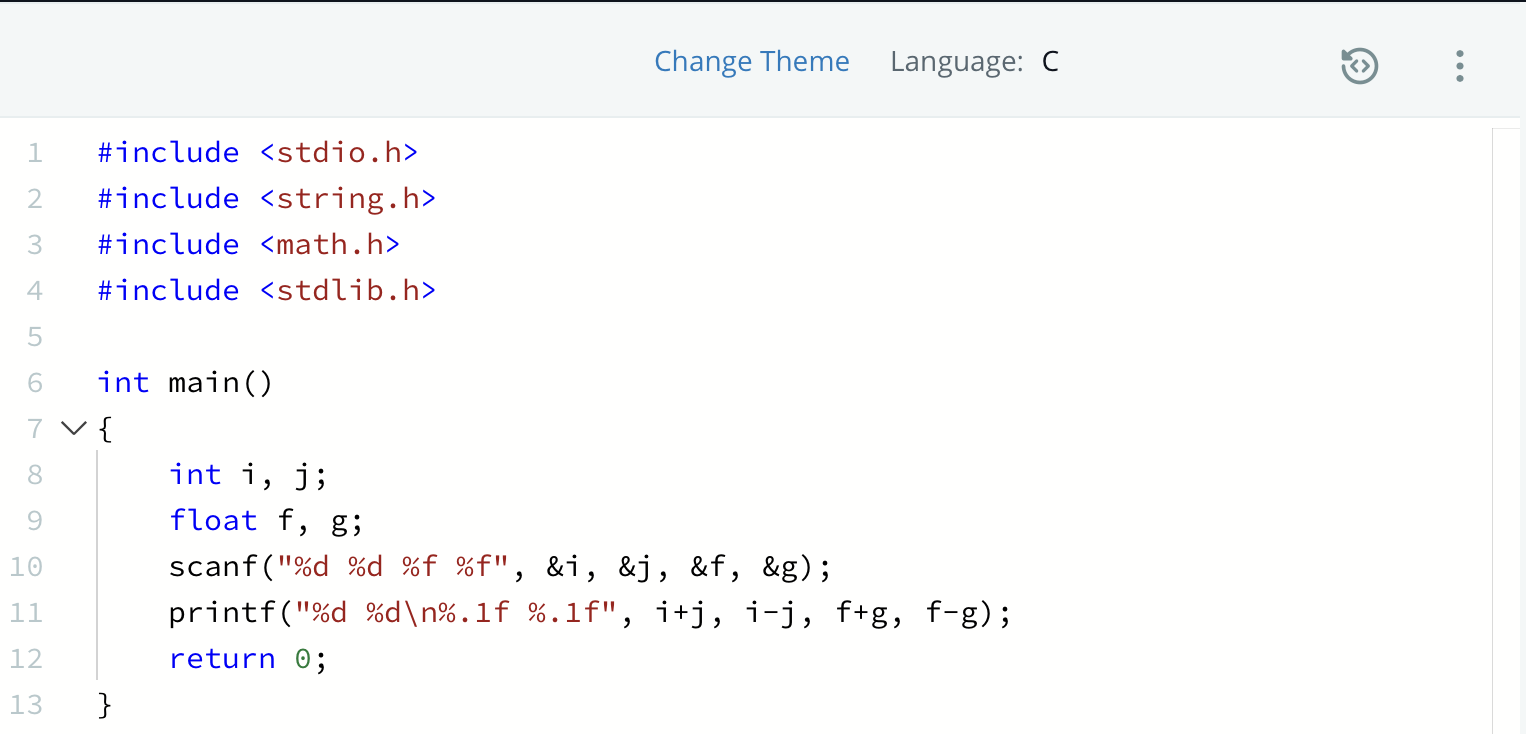 Change Theme Language: C
1 #include <stdio.h>
2 #include <string.h>
3 #include <math.h>
4 #include <stdlib.h>
5
6 int main()
7 {
8 int i, j;
9 float f, g;
10 scanf("%d %d %f %f", &i, &j, &f, &g);
11 printf("%d %d\n%.1f %.1f", i+j, i-j, f+g, f-g);
12 return 0;
13 }